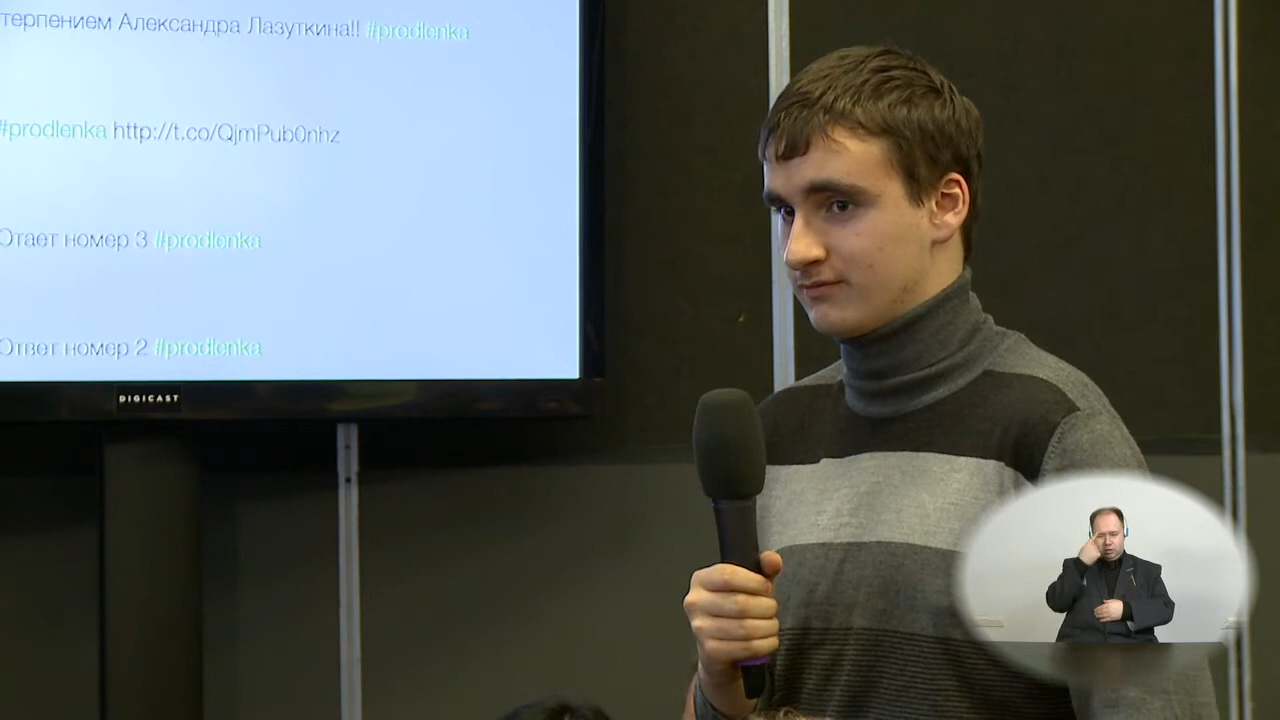 терпением Александра Лазуткина!! #prodlenka
#prodlenka http://t.co/QjmPub0nhz
Отает номер 3 #prodlenka
Ответ номер 2 #prodlenka
DIGICAST